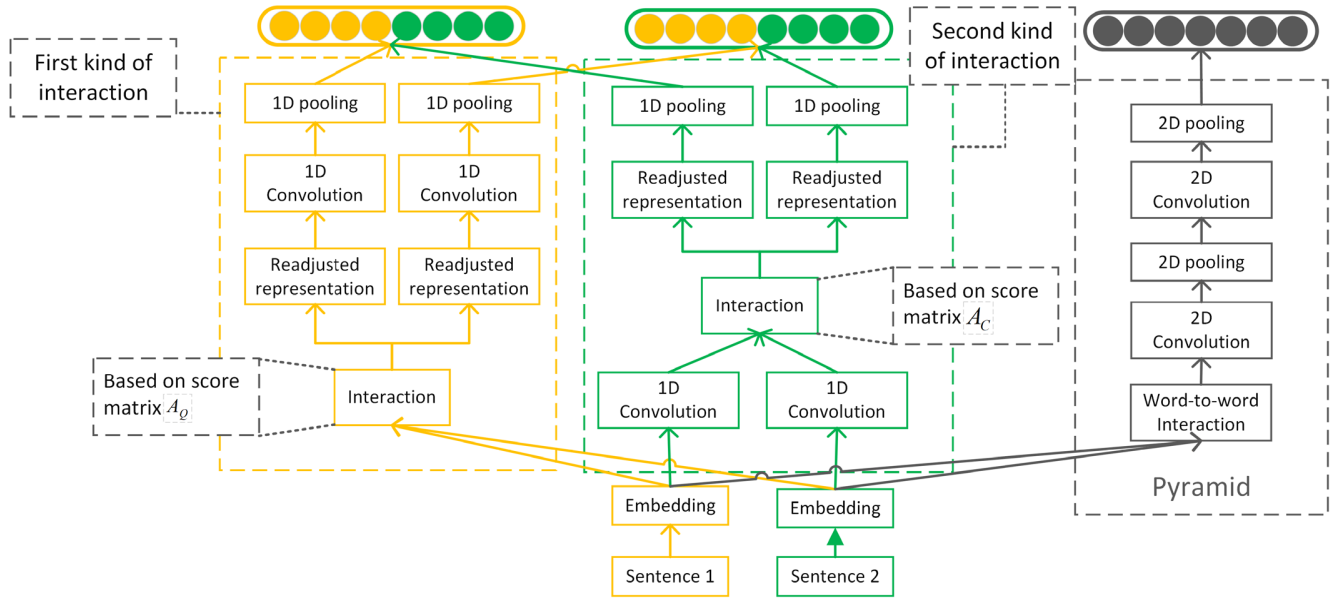 First kind of
interaction
Second kind
of interaction
1D pooling
1D pooling
1D
Convolution
1D
Convolution
Readjusted
representation
Readjusted
representation
Interaction
Based on score
matrix A_Q
1D pooling
1D pooling
Readjusted
representation
Readjusted
representation
Interaction
Based on score
matrix A_C
1D
Convolution
1D
Convolution
Embedding
Embedding
Sentence 1
Sentence 2
2D pooling
2D
Convolution
2D pooling
2D
Convolution
Word-to-word
Interaction
Pyramid